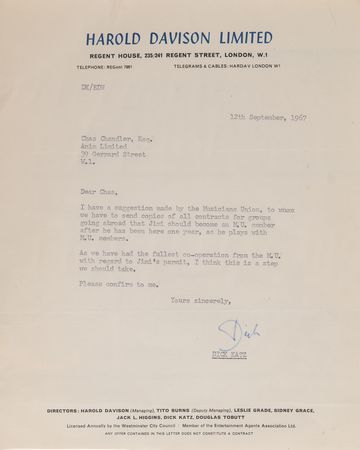 HAROLD DAVISON LIMITED
REGENT HOUSE, 235/241 REGENT STREET, LONDON, W.1
TELEPHONE: REGent 7961 TELEGRAMS & CABLES: HARDAV LONDON W1
DK/EDW
12th September, 1967
Chas Chandler, Esq.
Anim Limited
39 Gerrard Street
W.1.
Dear Chas,
I have a suggestion made by the Musicians Union, to whom
we have to send copies of all contracts for groups
going abroad that Jimi should become an M.U. member
after he has been here one year, as he plays with
M.U. members.
As we have had the fullest co-operation from the M.U.
with regard to Jimi's permit, I think this is a step
we should take.
Please confirm to me.
Yours sincerely,
Dick
DICK KATZ
DIRECTORS: HAROLD DAVISON (Managing), TITO BURNS (Deputy Managing), LESLIE GRADE, SIDNEY GRACE,
JACK L. HIGGINS, DICK KATZ, DOUGLAS TOBUTT
Licensed Annually by the Westminster City Council / Member of the Entertainment Agents Association Ltd.
ANY OFFER CONTAINED IN THIS LETTER DOES NOT CONSTITUTE A CONTRACT